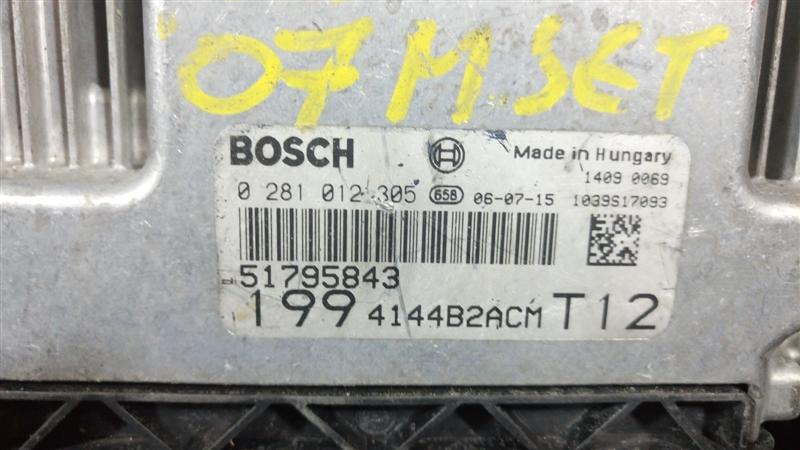 '07 M SET
BOSCH Made in Hungary
1409 0069
0 281 012 305 658 06-07-15 1039S17093
51795843
199 4144B2ACM T12